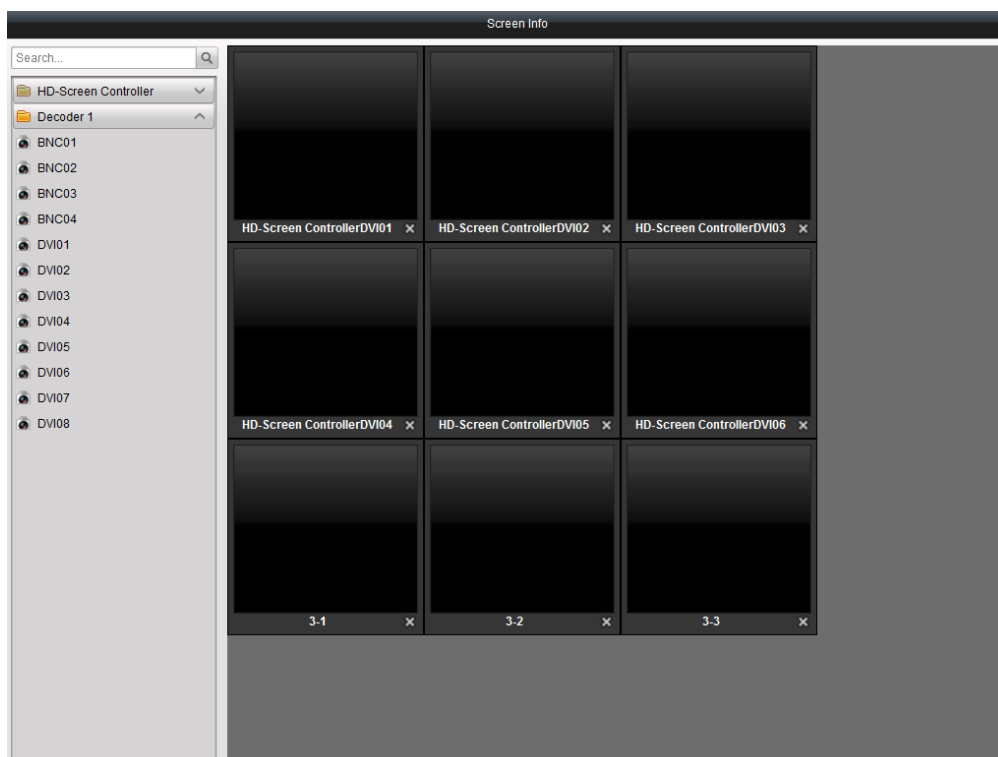 Screen Info
Search...
HD-Screen Controller
Decoder 1
BNC01
BNC02
BNC03
BNC04
DVI01
DVI02
DVI03
DVI04
DVI05
DVI06
DVI07
DVI08
HD-Screen ControllerDVI01
HD-Screen ControllerDVI02
HD-Screen ControllerDVI03
HD-Screen ControllerDVI04
HD-Screen ControllerDVI05
HD-Screen ControllerDVI06
3-1
3-2
3-3